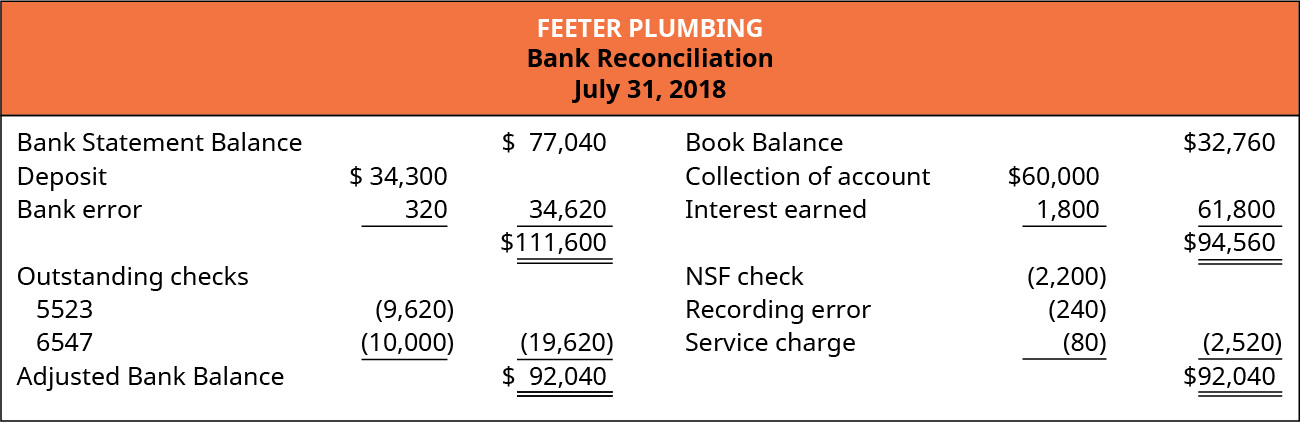 FEETER PLUMBING
Bank Reconciliation
July 31, 2018
Bank Statement Balance $ 77,040 Book Balance $32,760
Deposit $ 34,300 Collection of account $60,000
Bank error 320 34,620 Interest earned 1,800 61,800
$111,600 $94,560
Outstanding checks NSF check (2,200)
5523 (9,620) Recording error (240)
6547 (10,000) (19,620) Service charge (80) (2,520)
Adjusted Bank Balance $ 92,040 $92,040